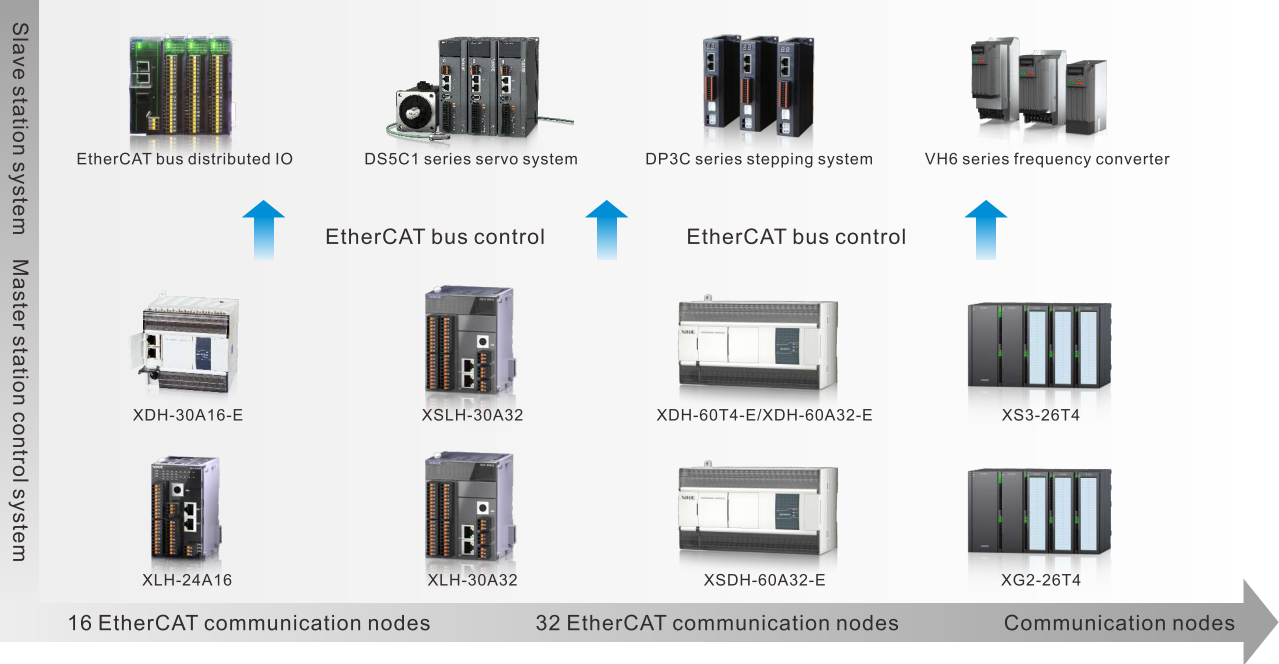 Slave station system
EtherCAT bus distributed IO
DS5C1 series servo system
DP3C series stepping system
VH6 series frequency converter
EtherCAT bus control
EtherCAT bus control
Master station control system
XDH-30A16-E
XSLH-30A32
XDH-60T4-E/XDH-60A32-E
XS3-26T4
XLH-24A16
XLH-30A32
XSDH-60A32-E
XG2-26T4
16 EtherCAT communication nodes
32 EtherCAT communication nodes
Communication nodes